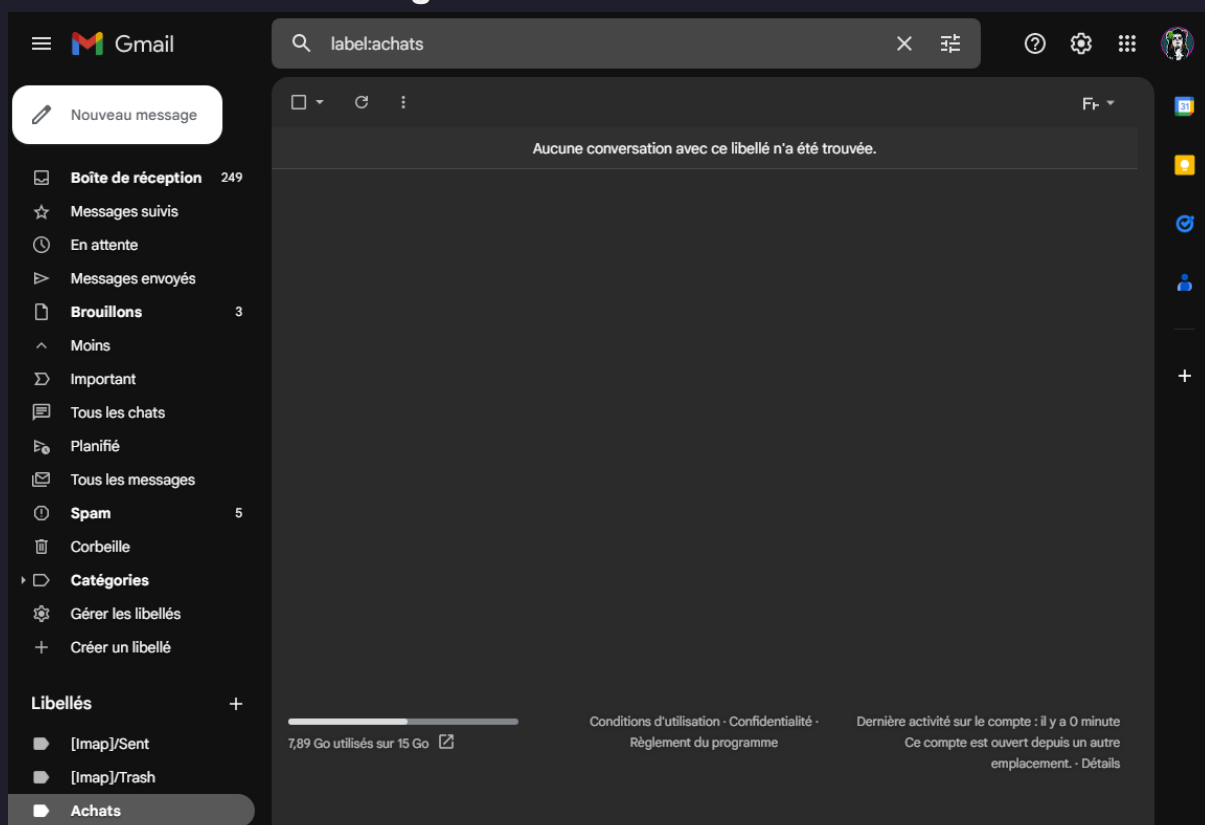 Gmail
label:achats
Nouveau message
Aucune conversation avec ce libellé n'a été trouvée.
Boîte de réception 249
Messages suivis
En attente
Messages envoyés
Brouillons 3
Moins
Important
Tous les chats
Planifié
Tous les messages
Spam 5
Corbeille
Catégories
Gérer les libellés
Créer un libellé
Libellés
[Imap]/Sent
[Imap]/Trash
Achats
7,89 Go utilisés sur 15 Go
Conditions d'utilisation · Confidentialité ·
Règlement du programme
Dernière activité sur le compte : il y a 0 minute
Ce compte est ouvert depuis un autre
emplacement. · Détails
31